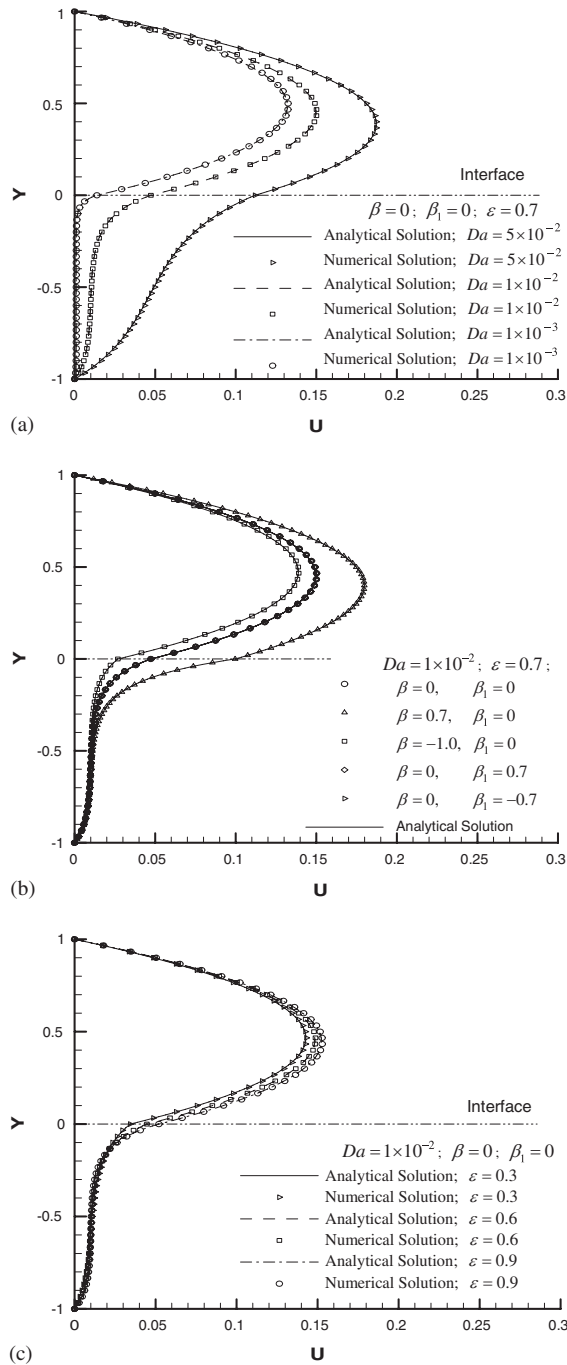 1
0.5
Y
0
-0.5
-1
Interface
β=0; β₁=0; ε=0.7
Analytical Solution; Da=5×10⁻²
Numerical Solution; Da=5×10⁻²
Analytical Solution; Da=1×10⁻²
Numerical Solution; Da=1×10⁻²
Analytical Solution; Da=1×10⁻³
Numerical Solution; Da=1×10⁻³
0 0.05 0.1 0.15 0.2 0.25 0.3
(a) U
1
0.5
Y
0
-0.5
-1
Da=1×10⁻²; ε=0.7;
β=0, β₁=0
β=0.7, β₁=0
β=-1.0, β₁=0
β=0, β₁=0.7
β=0, β₁=-0.7
Analytical Solution
0 0.05 0.1 0.15 0.2 0.25 0.3
(b) U
1
0.5
Y
0
-0.5
-1
Interface
Da=1×10⁻²; β=0; β₁=0
Analytical Solution; ε=0.3
Numerical Solution; ε=0.3
Analytical Solution; ε=0.6
Numerical Solution; ε=0.6
Analytical Solution; ε=0.9
Numerical Solution; ε=0.9
0 0.05 0.1 0.15 0.2 0.25 0.3
(c) U